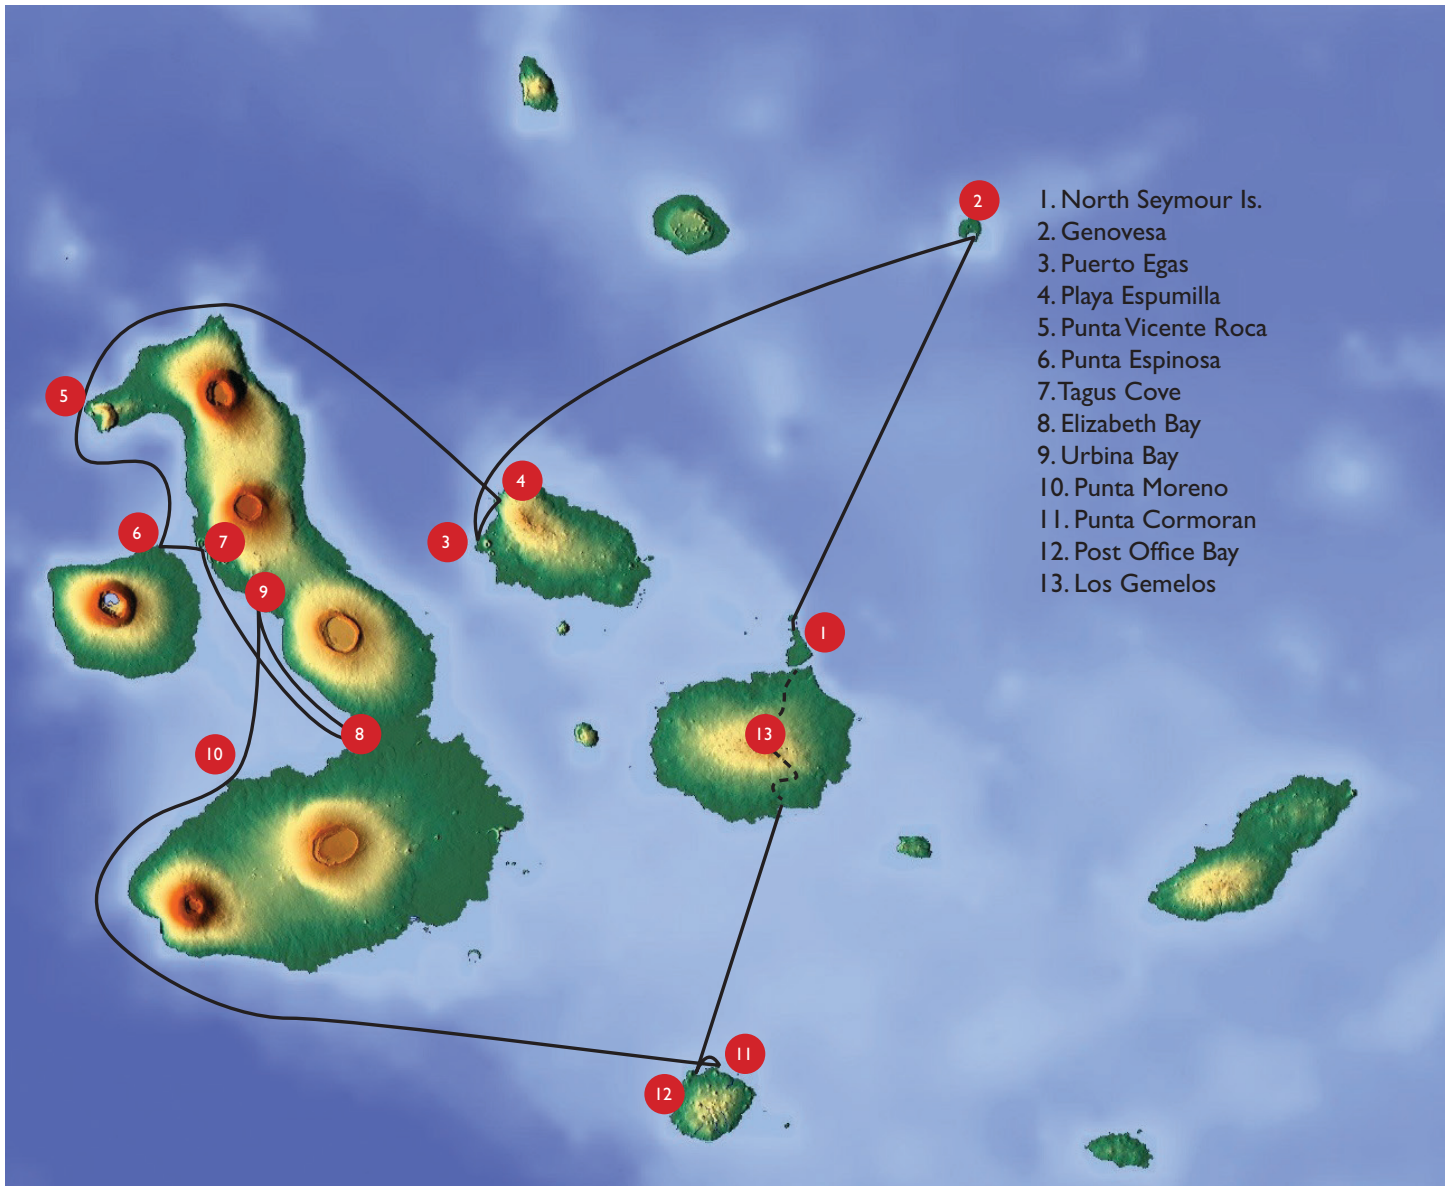 2
1. North Seymour Is.
2. Genovesa
3. Puerto Egas
4. Playa Espumilla
5. Punta Vicente Roca
6. Punta Espinosa
7. Tagus Cove
8. Elizabeth Bay
9. Urbina Bay
10. Punta Moreno
11. Punta Cormoran
12. Post Office Bay
13. Los Gemelos
5
4
6
7
3
9
1
8
13
10
11
12